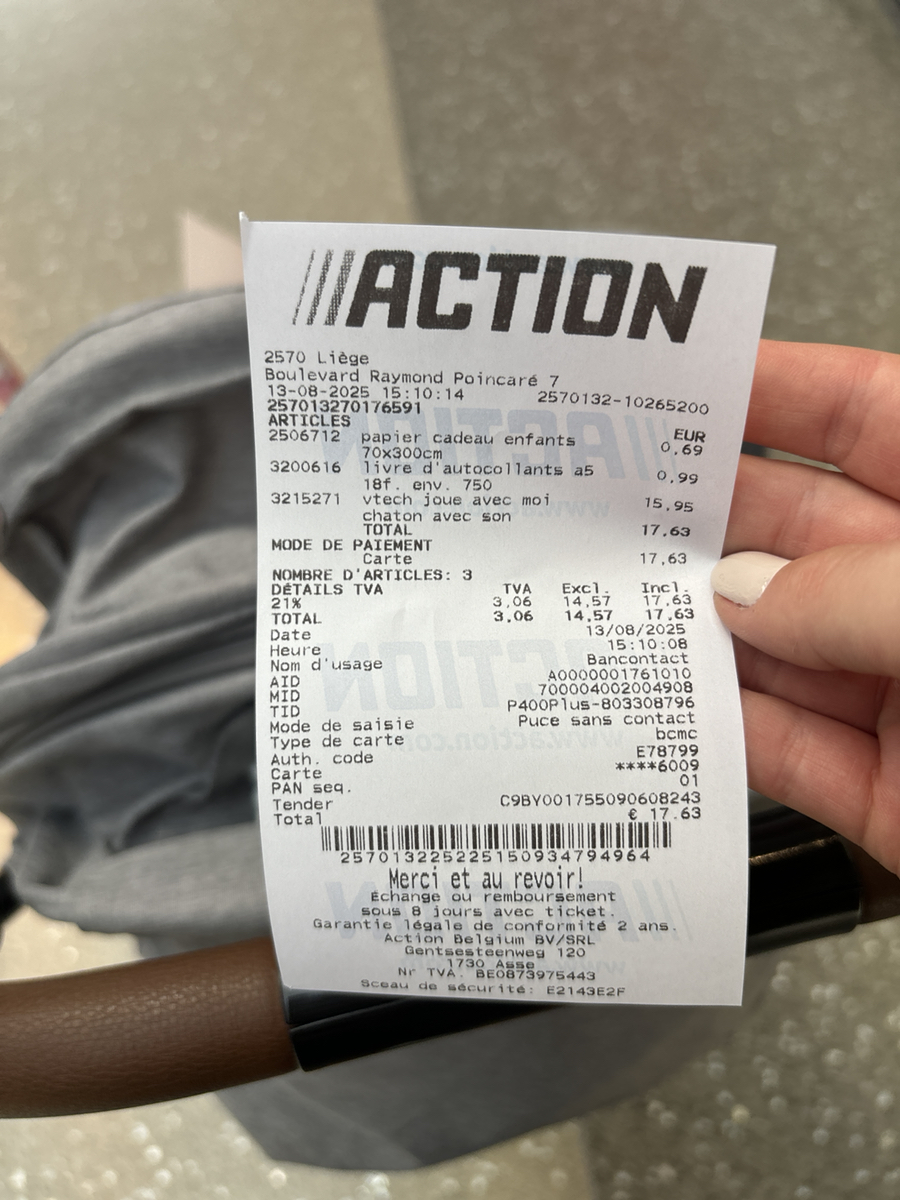 ACTION
2570 Liège
Boulevard Raymond Poincaré 7
13-08-2025 15:10:14 2570132-10265200
257013270176591
ARTICLES EUR
2506712 papier cadeau enfants 0,69
70x300cm
3200616 livre d'autocollants a5 0,99
18f. env. 750
3215271 vtech joue avec moi 15,95
chaton avec son
TOTAL 17,63
MODE DE PAIEMENT
Carte 17,63
NOMBRE D'ARTICLES: 3
DÉTAILS TVA TVA Excl. Incl.
21% 3,06 14,57 17,63
TOTAL 3,06 14,57 17,63
Date 13/08/2025
Heure 15:10:08
Nom d'usage Bancontact
AID A0000001761010
MID 700004002004908
TID P400Plus-803308796
Mode de saisie Puce sans contact
Type de carte bcmc
Auth. code E78799
Carte ****6009
PAN seq. 01
Tender C9BY001755090608243
Total € 17.63
257013225225150934794964
Merci et au revoir!
Échange ou remboursement
sous 8 jours avec ticket.
Garantie légale de conformité 2 ans.
Action Belgium BV/SRL
Gentsesteenweg 120
1730 Asse
Nr TVA. BE0873975443
Sceau de sécurité: E2143E2F